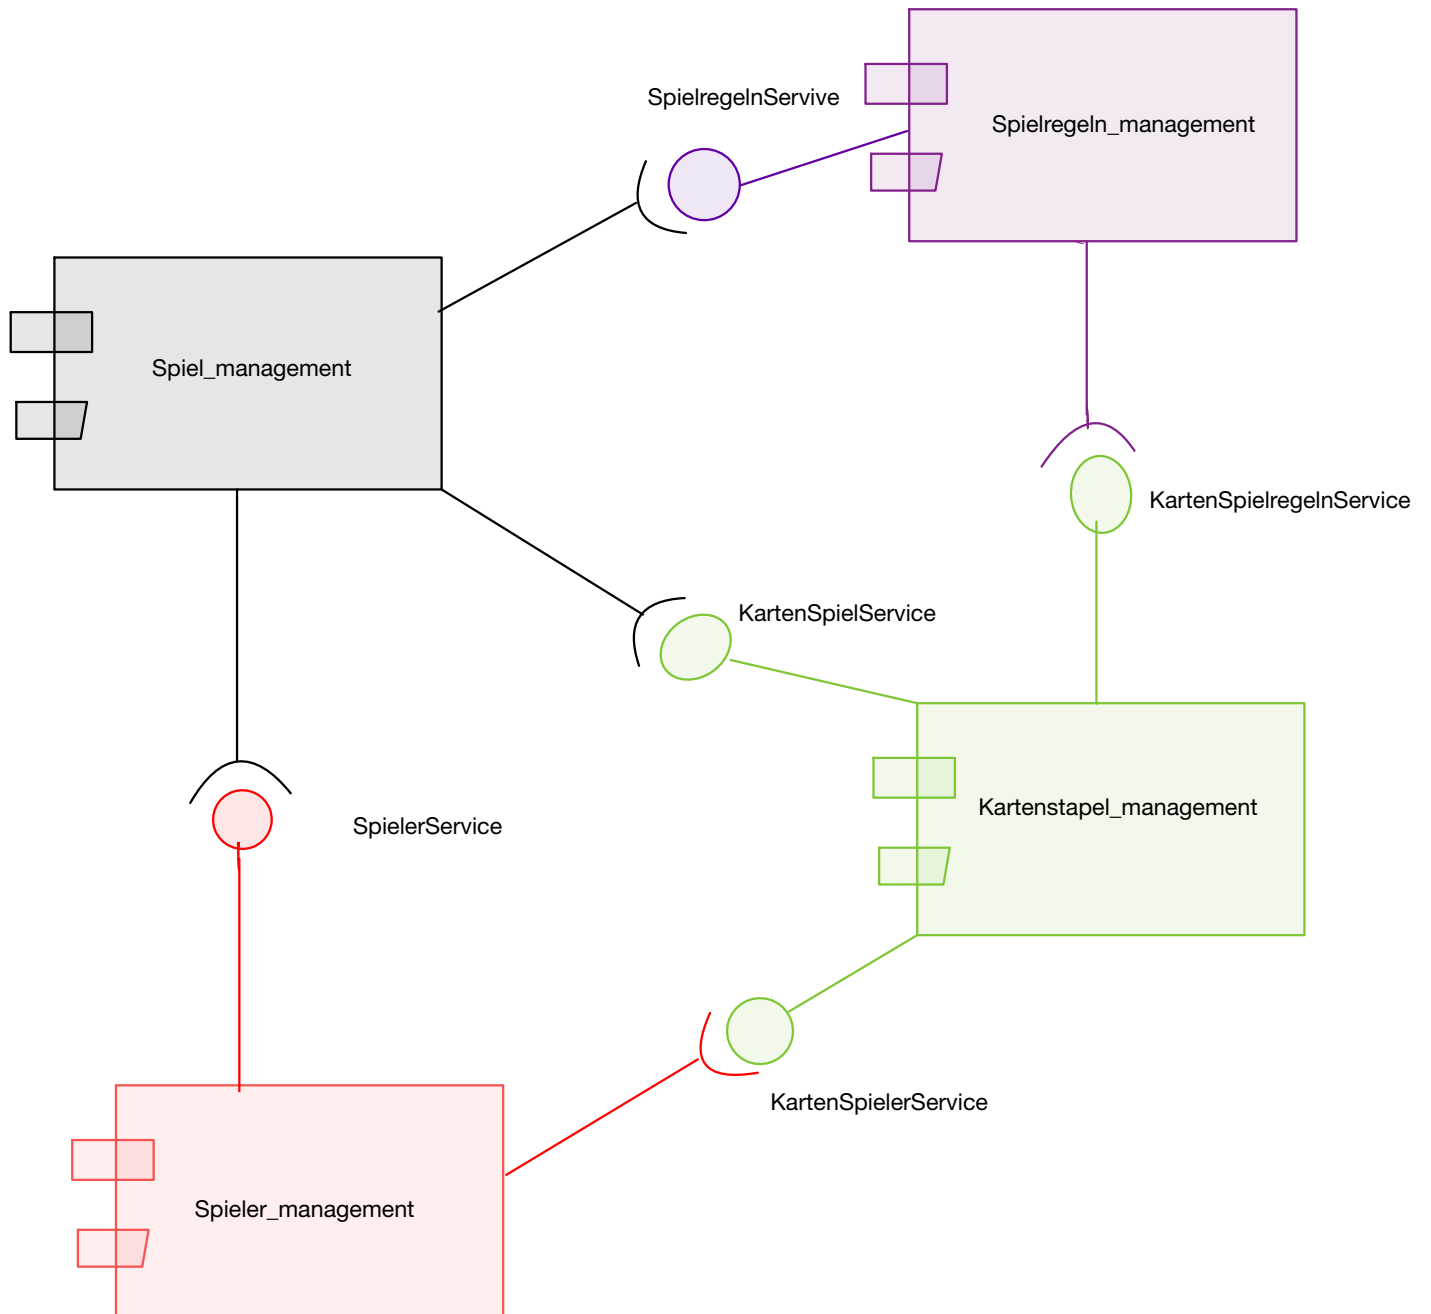 SpielregelnServive
Spielregeln_management
Spiel_management
KartenSpielregelnService
KartenSpielService
Kartenstapel_management
SpielerService
KartenSpielerService
Spieler_management